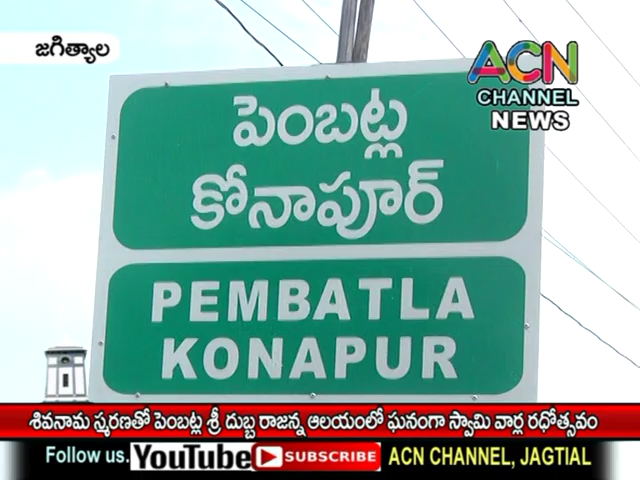 జగిత్యాల
ACN
CHANNEL
NEWS
పెంబట్ల
కోనాపూర్
PEMBATLA
KONAPUR
శివనామ స్మరణతో పెంబట్ల శ్రీ దుబ్బ రాజన్న ఆలయంలో ఘనంగా స్వామి వార్ల రధోత్సవం
Follow us. YouTube SUBSCRIBE ACN CHANNEL, JAGTIAL